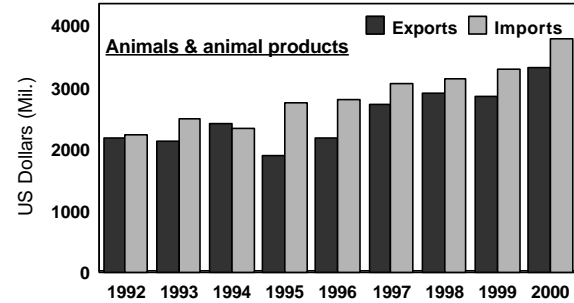 Exports Imports
Animals & animal products
US Dollars (Mil.)
4000
3000
2000
1000
0
1992 1993 1994 1995 1996 1997 1998 1999 2000